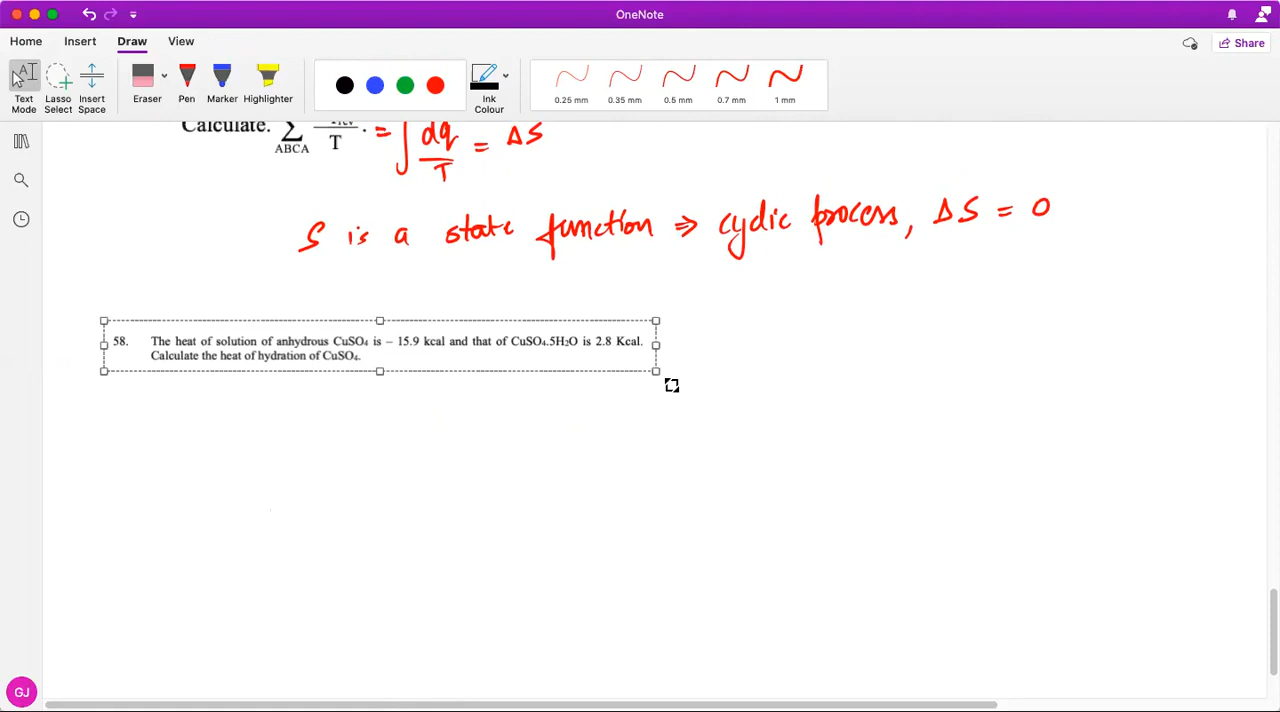 OneNote
Home Insert Draw View
Share
Text Mode
Lasso Select
Insert Space
Eraser
Pen
Marker
Highlighter
Ink Colour
0.25 mm
0.35 mm
0.5 mm
0.7 mm
1 mm
Calculate. ∑ ABCA / T . = ∫ dq/T = ΔS
S is a state function ⇒ cyclic process, ΔS = 0
58. The heat of solution of anhydrous CuSO₄ is – 15.9 kcal and that of CuSO₄.5H₂O is 2.8 Kcal.
Calculate the heat of hydration of CuSO₄.
GJ